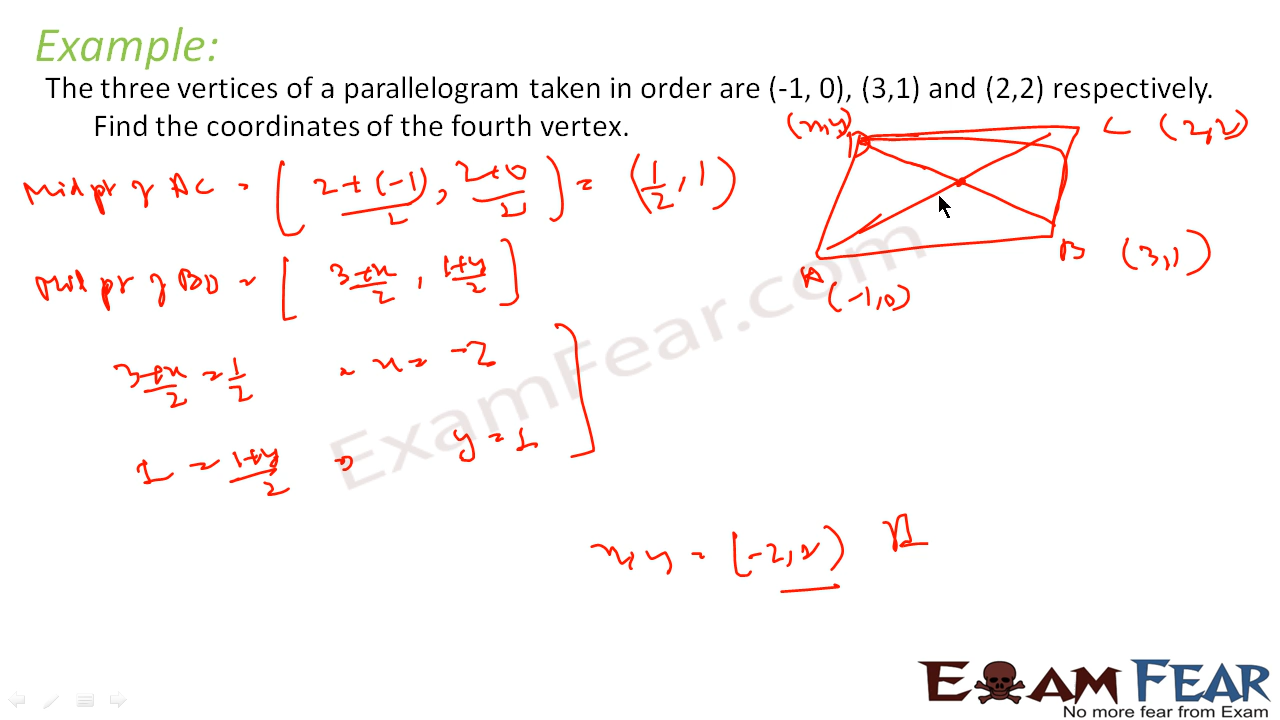 Example:
The three vertices of a parallelogram taken in order are (-1, 0), (3,1) and (2,2) respectively.
Find the coordinates of the fourth vertex.
(x,y)
D
C (2,2)
Mid pt of AC = [ 2+(-1)/2 , 2+0/2 ] = (1/2 , 1)
B (3,1)
A
(-1,0)
Mid pt of BD = [ 3+x/2 , 1+y/2 ]
3+x/2 = 1/2 = x = -2
1 = 1+y/2 y = 1
x, y = (-2,
ExamFear.com
EXAM FEAR
No more fear from Exam